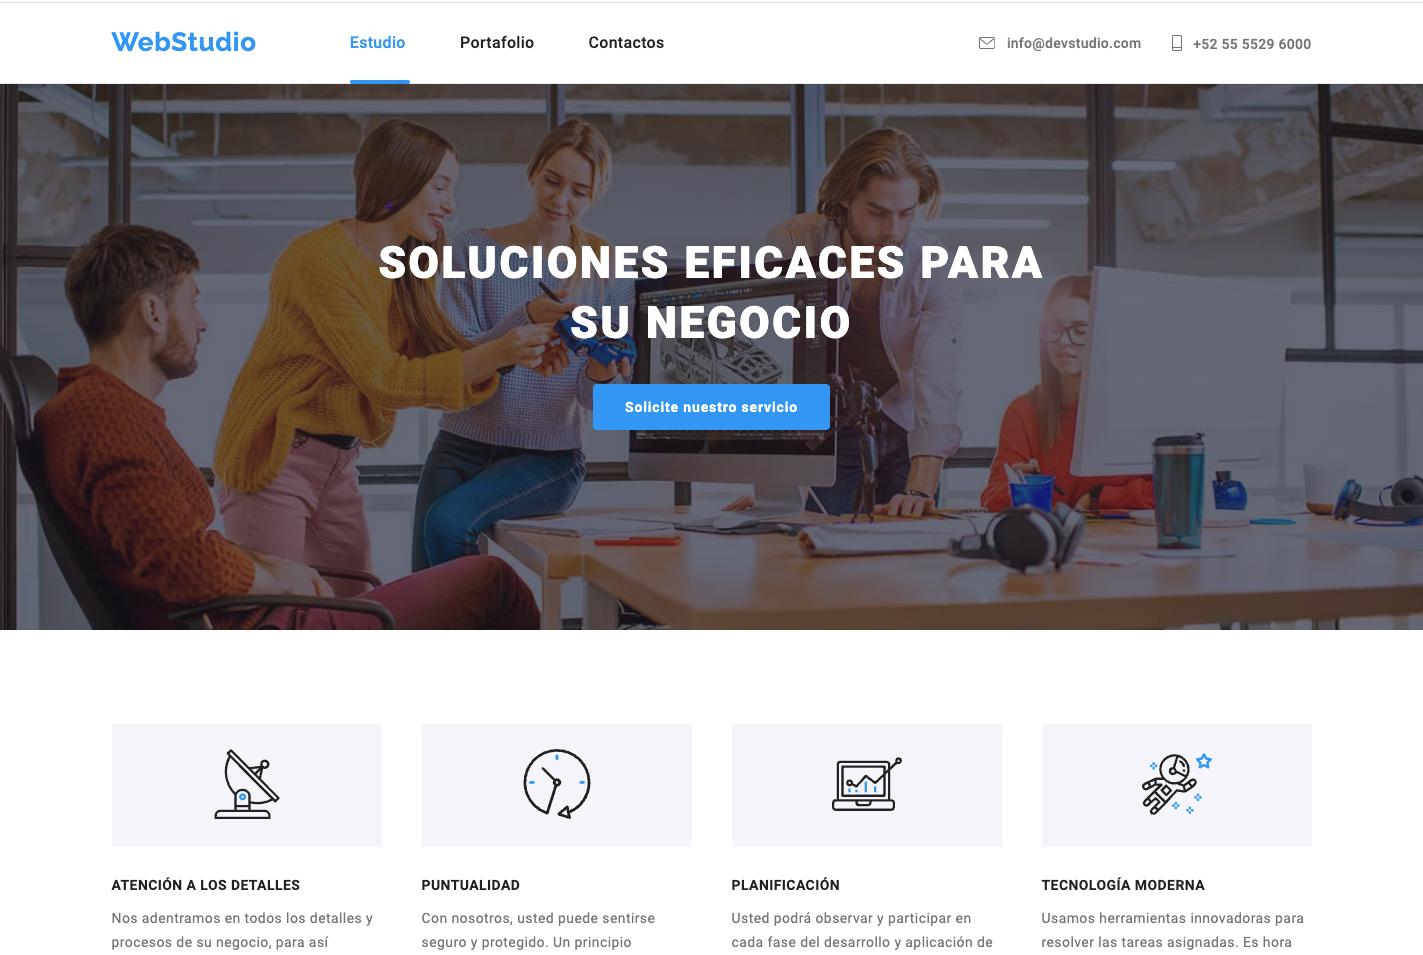 WebStudio
Estudio
Portafolio
Contactos
info@devstudio.com
+52 55 5529 6000
SOLUCIONES EFICACES PARA
SU NEGOCIO
Solicite nuestro servicio
ATENCIÓN A LOS DETALLES
Nos adentramos en todos los detalles y
procesos de su negocio, para así
PUNTUALIDAD
Con nosotros, usted puede sentirse
seguro y protegido. Un principio
PLANIFICACIÓN
Usted podrá observar y participar en
cada fase del desarrollo y aplicación de
TECNOLOGÍA MODERNA
Usamos herramientas innovadoras para
resolver las tareas asignadas. Es hora